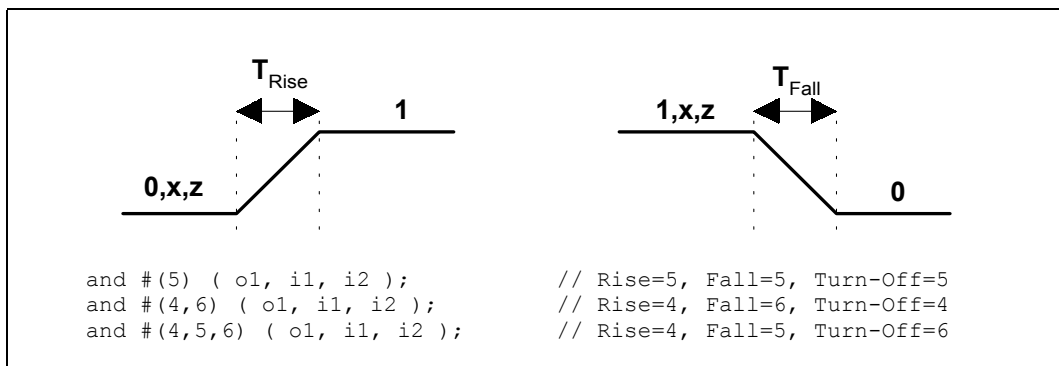 T Rise
T Fall
1
1,x,z
0,x,z
0
and #(5) ( o1, i1, i2 ); // Rise=5, Fall=5, Turn-Off=5
and #(4,6) ( o1, i1, i2 ); // Rise=4, Fall=6, Turn-Off=4
and #(4,5,6) ( o1, i1, i2 ); // Rise=4, Fall=5, Turn-Off=6